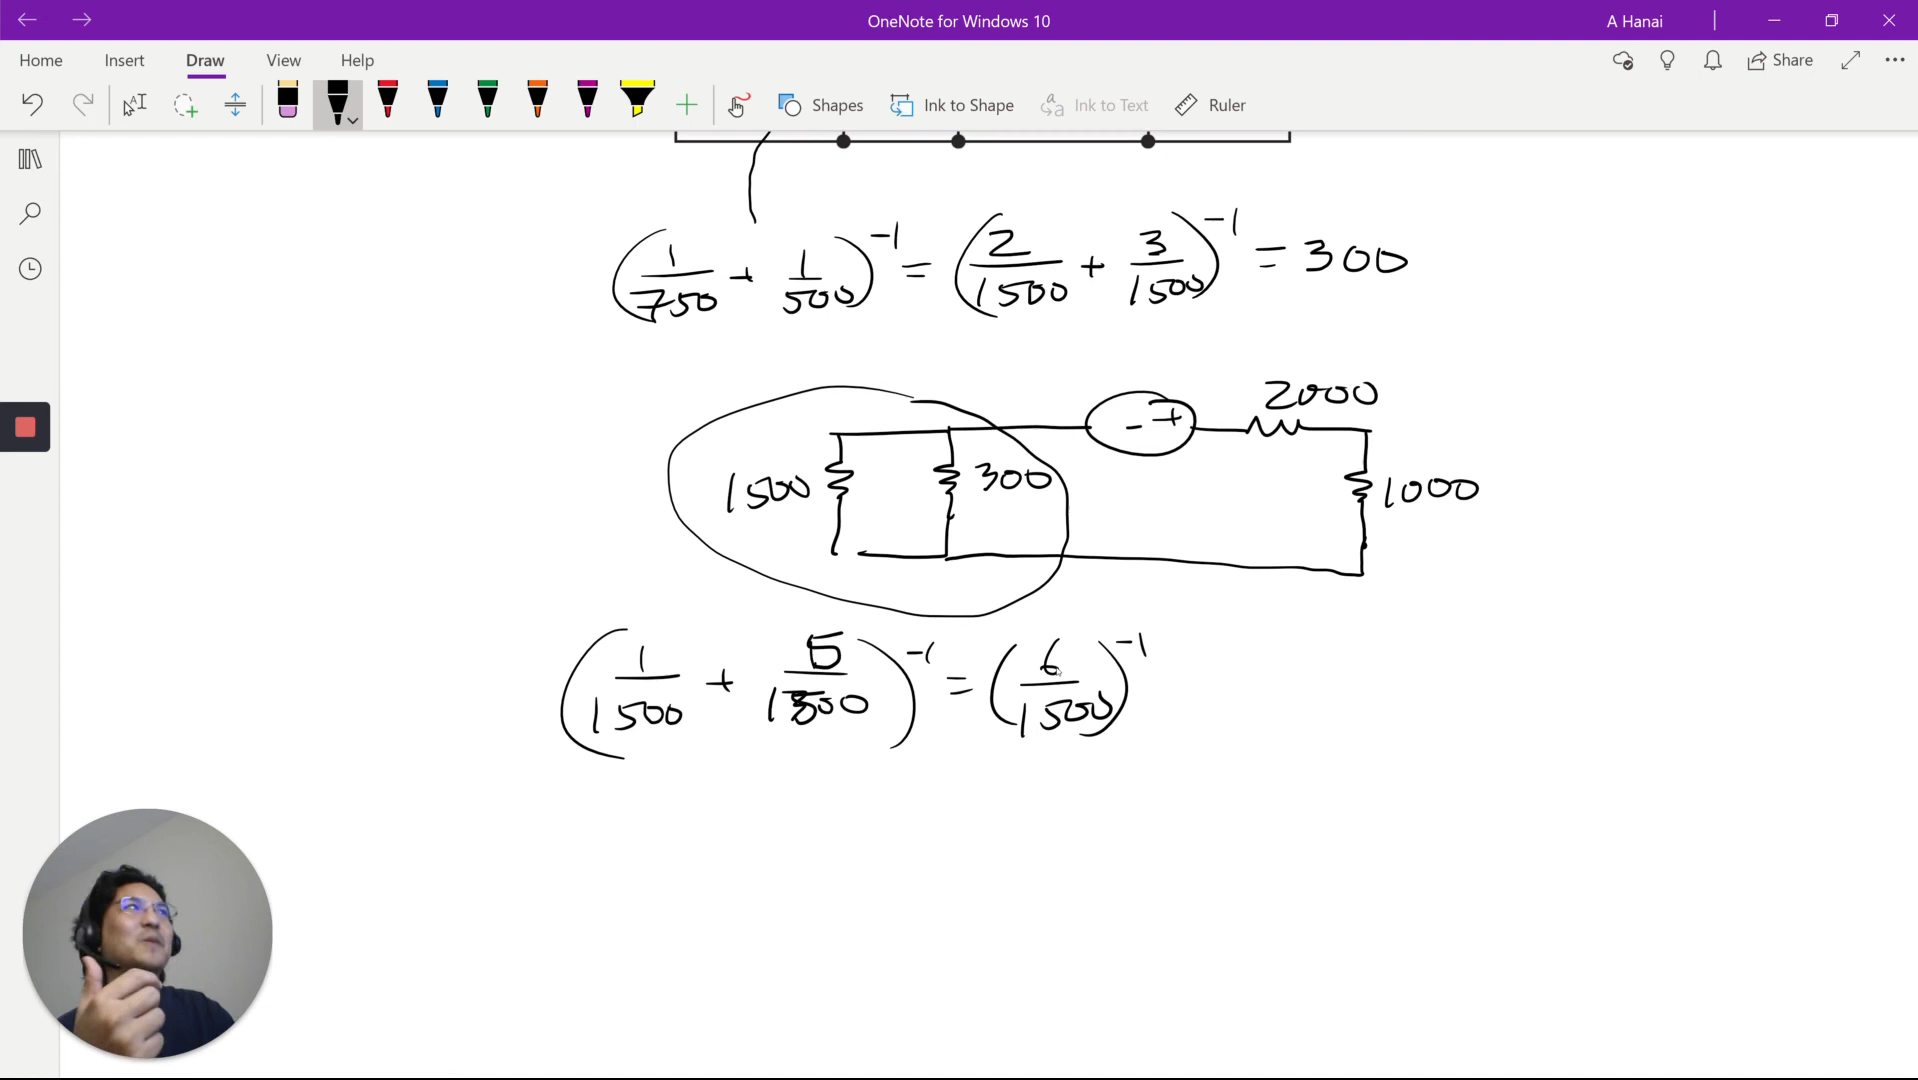 OneNote for Windows 10
A Hanai
Home Insert Draw View Help
Share
Shapes Ink to Shape Ink to Text Ruler
(1/750 + 1/500)^-1 = (2/1500 + 3/1500)^-1 = 300
2000
1500 300 - + 1000
(1/1500 + 5/1500)^-1 = (6/1500)^-1